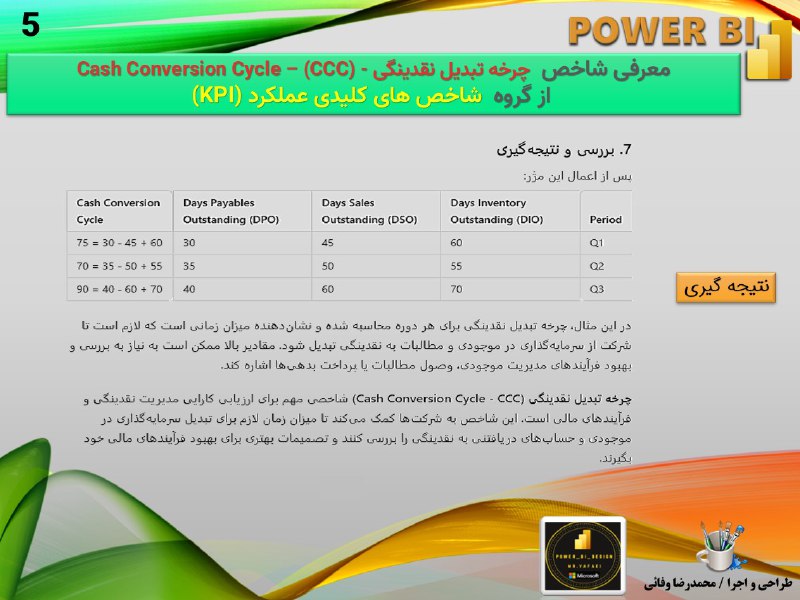 5
POWER BI
معرفی شاخص چرخه تبدیل نقدینگی - Cash Conversion Cycle – (CCC)
از گروه شاخص های کلیدی عملکرد (KPI)
7. بررسی و نتیجه‌گیری
پس از اعمال این مژر:
Period | Days Inventory Outstanding (DIO) | Days Sales Outstanding (DSO) | Days Payables Outstanding (DPO) | Cash Conversion Cycle
Q1 | 60 | 45 | 30 | 75 = 30 - 45 + 60
Q2 | 55 | 50 | 35 | 70 = 35 - 50 + 55
Q3 | 70 | 60 | 40 | 90 = 40 - 60 + 70
نتیجه گیری
در این مثال، چرخه تبدیل نقدینگی برای هر دوره محاسبه شده و نشان‌دهنده میزان زمانی است که لازم است تا
شرکت از سرمایه‌گذاری در موجودی و مطالبات به نقدینگی تبدیل شود. مقادیر بالا ممکن است به نیاز به بررسی و
بهبود فرآیندهای مدیریت موجودی، وصول مطالبات یا پرداخت بدهی‌ها اشاره کند.
چرخه تبدیل نقدینگی (Cash Conversion Cycle - CCC) شاخصی مهم برای ارزیابی کارایی مدیریت نقدینگی و
فرآیندهای مالی است. این شاخص به شرکت‌ها کمک می‌کند تا میزان زمان لازم برای تبدیل سرمایه‌گذاری در
موجودی و حساب‌های دریافتنی به نقدینگی را بررسی کنند و تصمیمات بهتری برای بهبود فرآیندهای مالی خود
بگیرند.
POWER_BI_DESIGN
MR.VAFAEI
Microsoft
طراحی و اجرا / محمدرضا وفائی